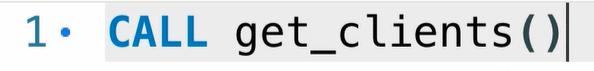 1 CALL get_clients()